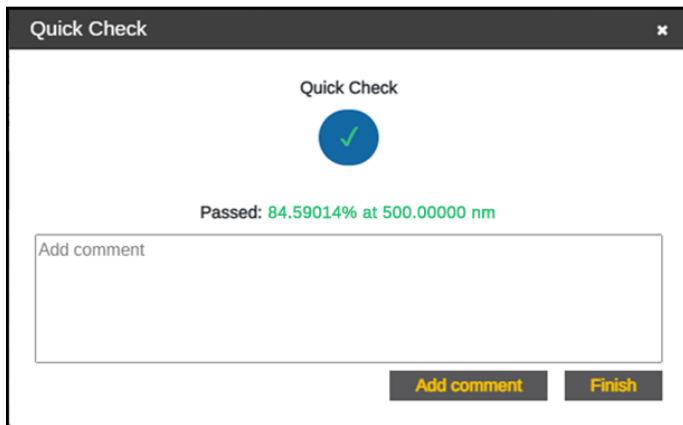 Quick Check
Quick Check
Passed: 84.59014% at 500.00000 nm
Add comment
Add comment Finish